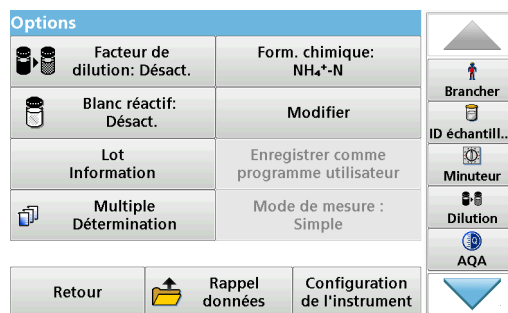 Options
Facteur de
dilution: Désact.
Form. chimique:
NH₄⁺-N
Blanc réactif:
Désact.
Modifier
Lot
Information
Enregistrer comme
programme utilisateur
Multiple
Détermination
Mode de mesure :
Simple
Retour
Rappel
données
Configuration
de l'instrument
Brancher
ID échantill..
Minuteur
Dilution
AQA